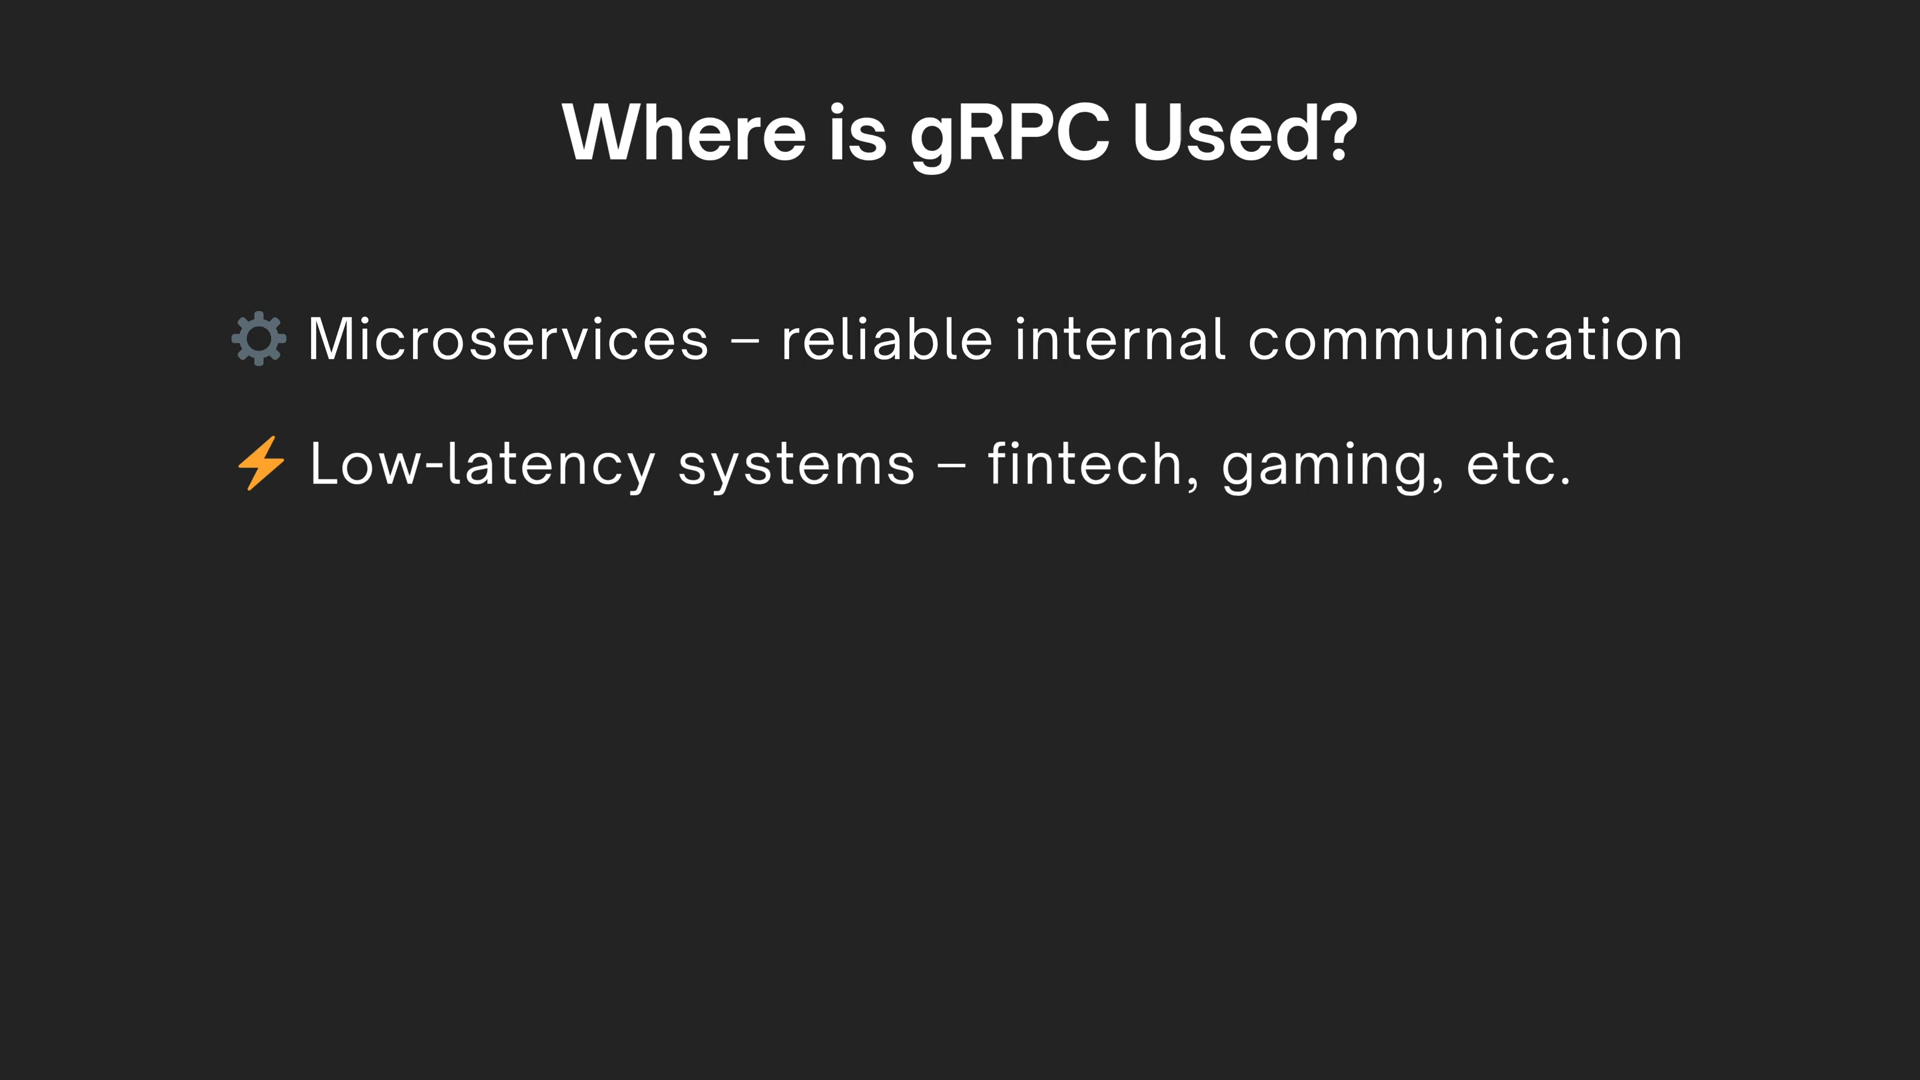 Where is gRPC Used?
⚙️ Microservices – reliable internal communication
⚡ Low-latency systems – fintech, gaming, etc.